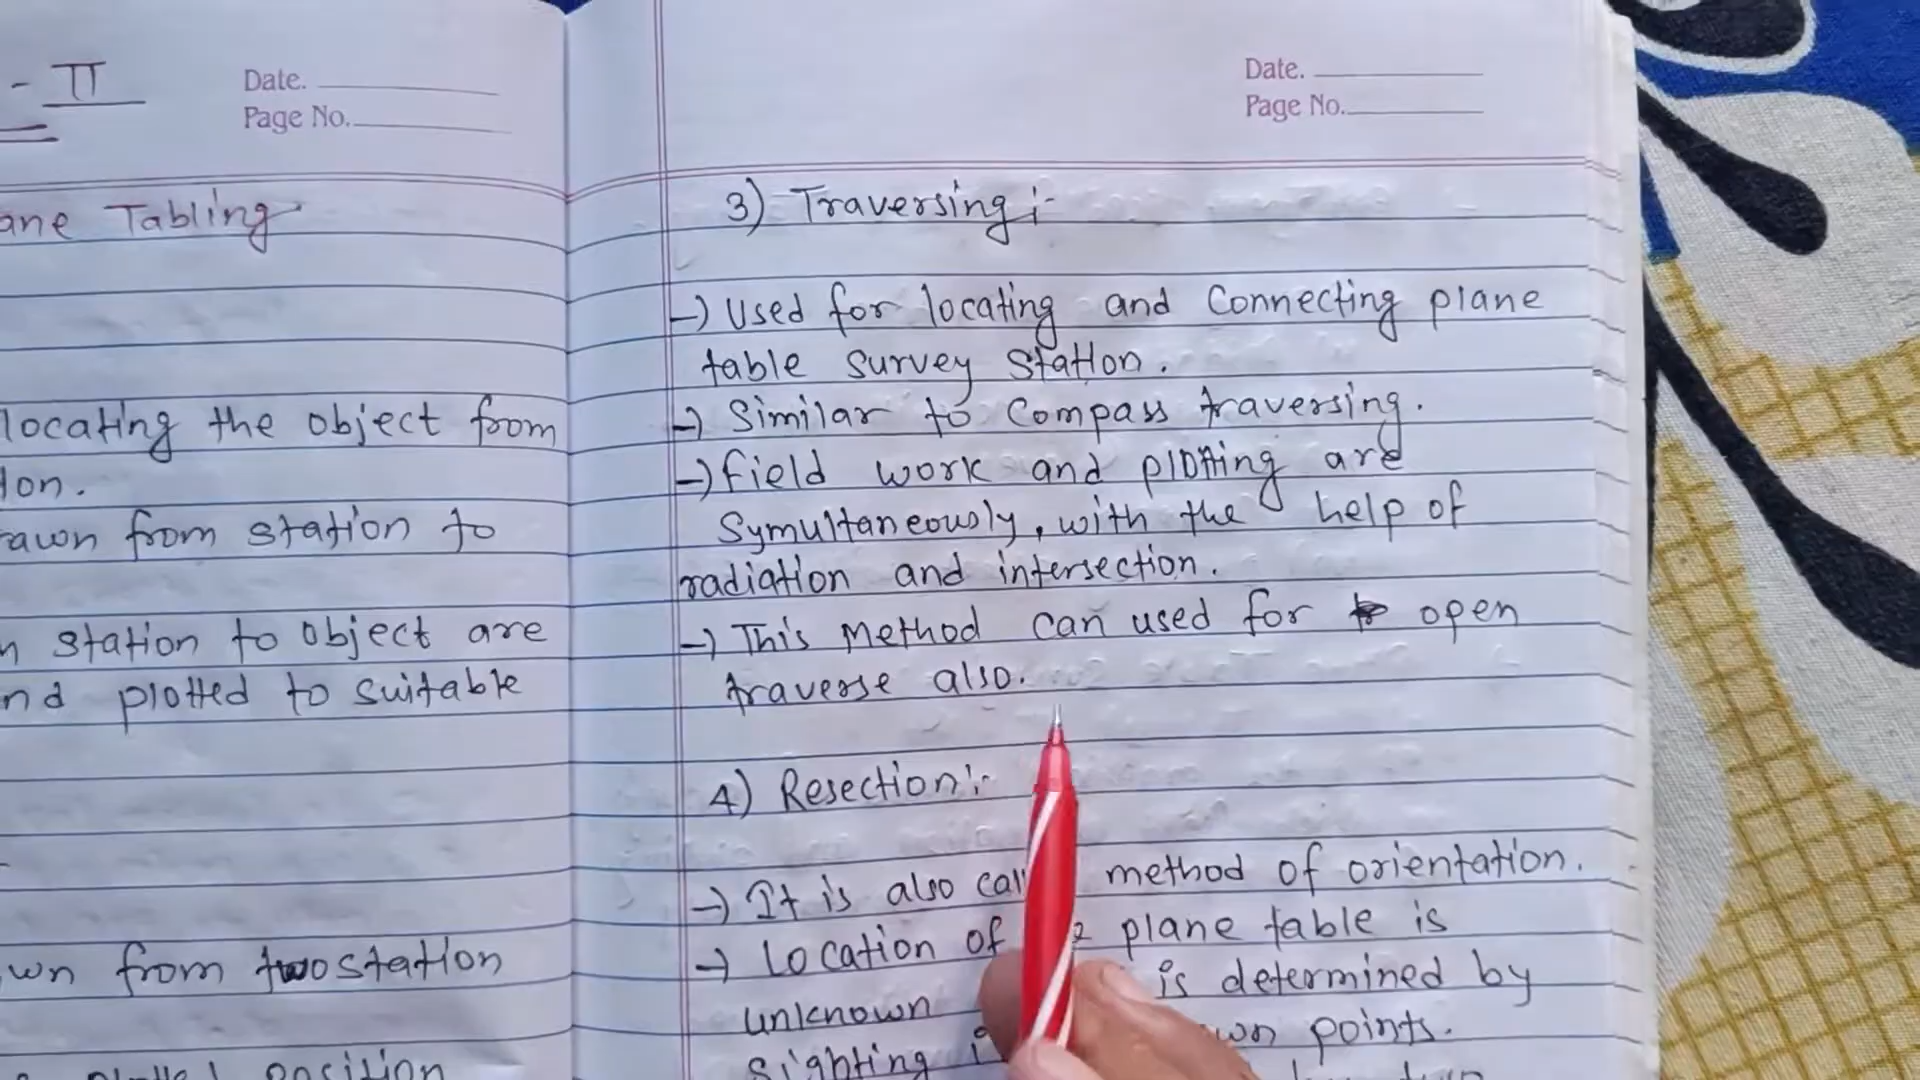 - II
Date.
Page No.
ane Tabling
locating the object from
ion.
rawn from station to
n station to object are
nd plotted to suitable
wn from two station
position
Date.
Page No.
3) Traversing :-
→ Used for locating and Connecting plane
table survey station.
→ Similar to Compass traversing.
→ field work and plotting are
Symultaneously, with the help of
radiation and intersection.
→ This method can used for open
traverse also.
4) Resection :-
→ It is also call method of orientation.
→ Location of plane table is
unknown is determined by
sighting points.